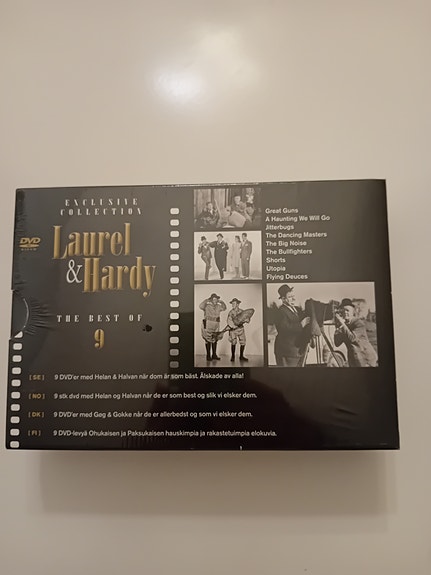 EXCLUSIVE
COLLECTION
DVD
VIDEO
Laurel
& Hardy
THE BEST OF
9
Great Guns
A Haunting We Will Go
Jitterbugs
The Dancing Masters
The Big Noise
The Bullfighters
Shorts
Utopia
Flying Deuces
[ SE ] 9 DVD'er med Helan & Halvan når dom är som bäst. Älskade av alla!
[ NO ] 9 stk dvd med Helan og Halvan når de er som best og slik vi elsker dem.
[ DK ] 9 DVD'er med Gøg & Gokke når de er allerbedst og som vi elsker dem.
[ FI ] 9 DVD-levyä Ohukaisen ja Paksukaisen hauskimpia ja rakastetuimpia elokuvia.